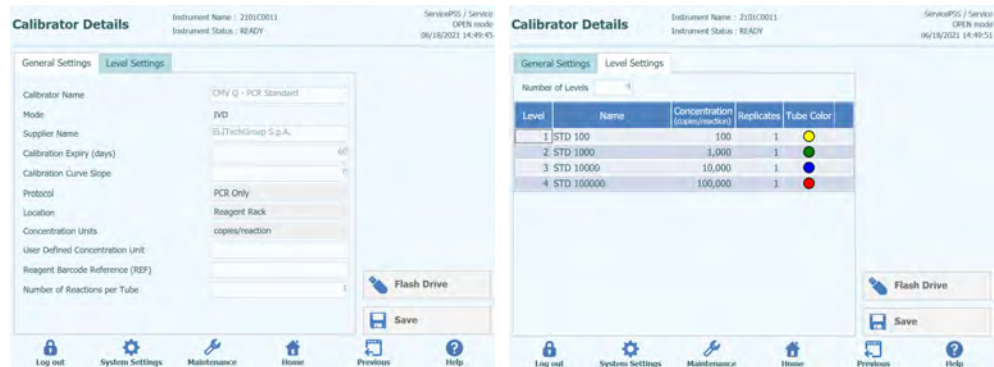 Calibrator Details
Instrument Name : 2101C0011
Instrument Status : READY
ServicePSS / Service
OPEN mode
06/18/2021 14:49:45
General Settings Level Settings
Calibrator Name CMV Q - PCR Standard
Mode IVD
Supplier Name ELITechGroup S.p.A.
Calibration Expiry (days) 60
Calibration Curve Slope 0
Protocol PCR Only
Location Reagent Rack
Concentration Units copies/reaction
User Defined Concentration Unit
Reagent Barcode Reference (REF)
Number of Reactions per Tube 1
Flash Drive
Save
Log out System Settings Maintenance Home Previous Help
Calibrator Details
Instrument Name : 2101C0011
Instrument Status : READY
ServicePSS / Service
OPEN mode
06/18/2021 14:49:51
General Settings Level Settings
Number of Levels 4
Level Name Concentration (copies/reaction) Replicates Tube Color
1 STD 100 100 1
2 STD 1000 1,000 1
3 STD 10000 10,000 1
4 STD 100000 100,000 1
Flash Drive
Save
Log out System Settings Maintenance Home Previous Help